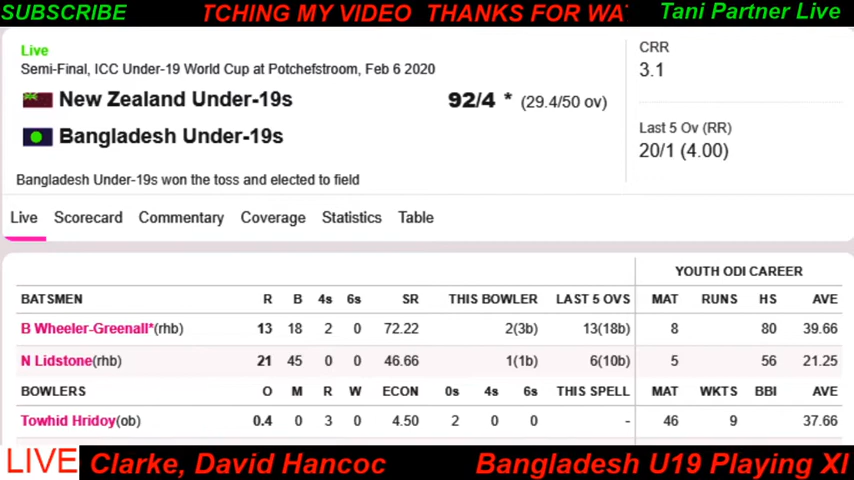 SUBSCRIBE TCHING MY VIDEO THANKS FOR WA Tani Partner Live
Live
Semi-Final, ICC Under-19 World Cup at Potchefstroom, Feb 6 2020
New Zealand Under-19s 92/4 * (29.4/50 ov)
Bangladesh Under-19s
Bangladesh Under-19s won the toss and elected to field
CRR
3.1
Last 5 Ov (RR)
20/1 (4.00)
Live Scorecard Commentary Coverage Statistics Table
YOUTH ODI CAREER
BATSMEN R B 4s 6s SR THIS BOWLER LAST 5 OVS MAT RUNS HS AVE
B Wheeler-Greenall*(rhb) 13 18 2 0 72.22 2(3b) 13(18b) 8 80 39.66
N Lidstone(rhb) 21 45 0 0 46.66 1(1b) 6(10b) 5 56 21.25
BOWLERS O M R W ECON 0s 4s 6s THIS SPELL MAT WKTS BBI AVE
Towhid Hridoy(ob) 0.4 0 3 0 4.50 2 0 0 - 46 9 37.66
LIVE Clarke, David Hancoc Bangladesh U19 Playing XI